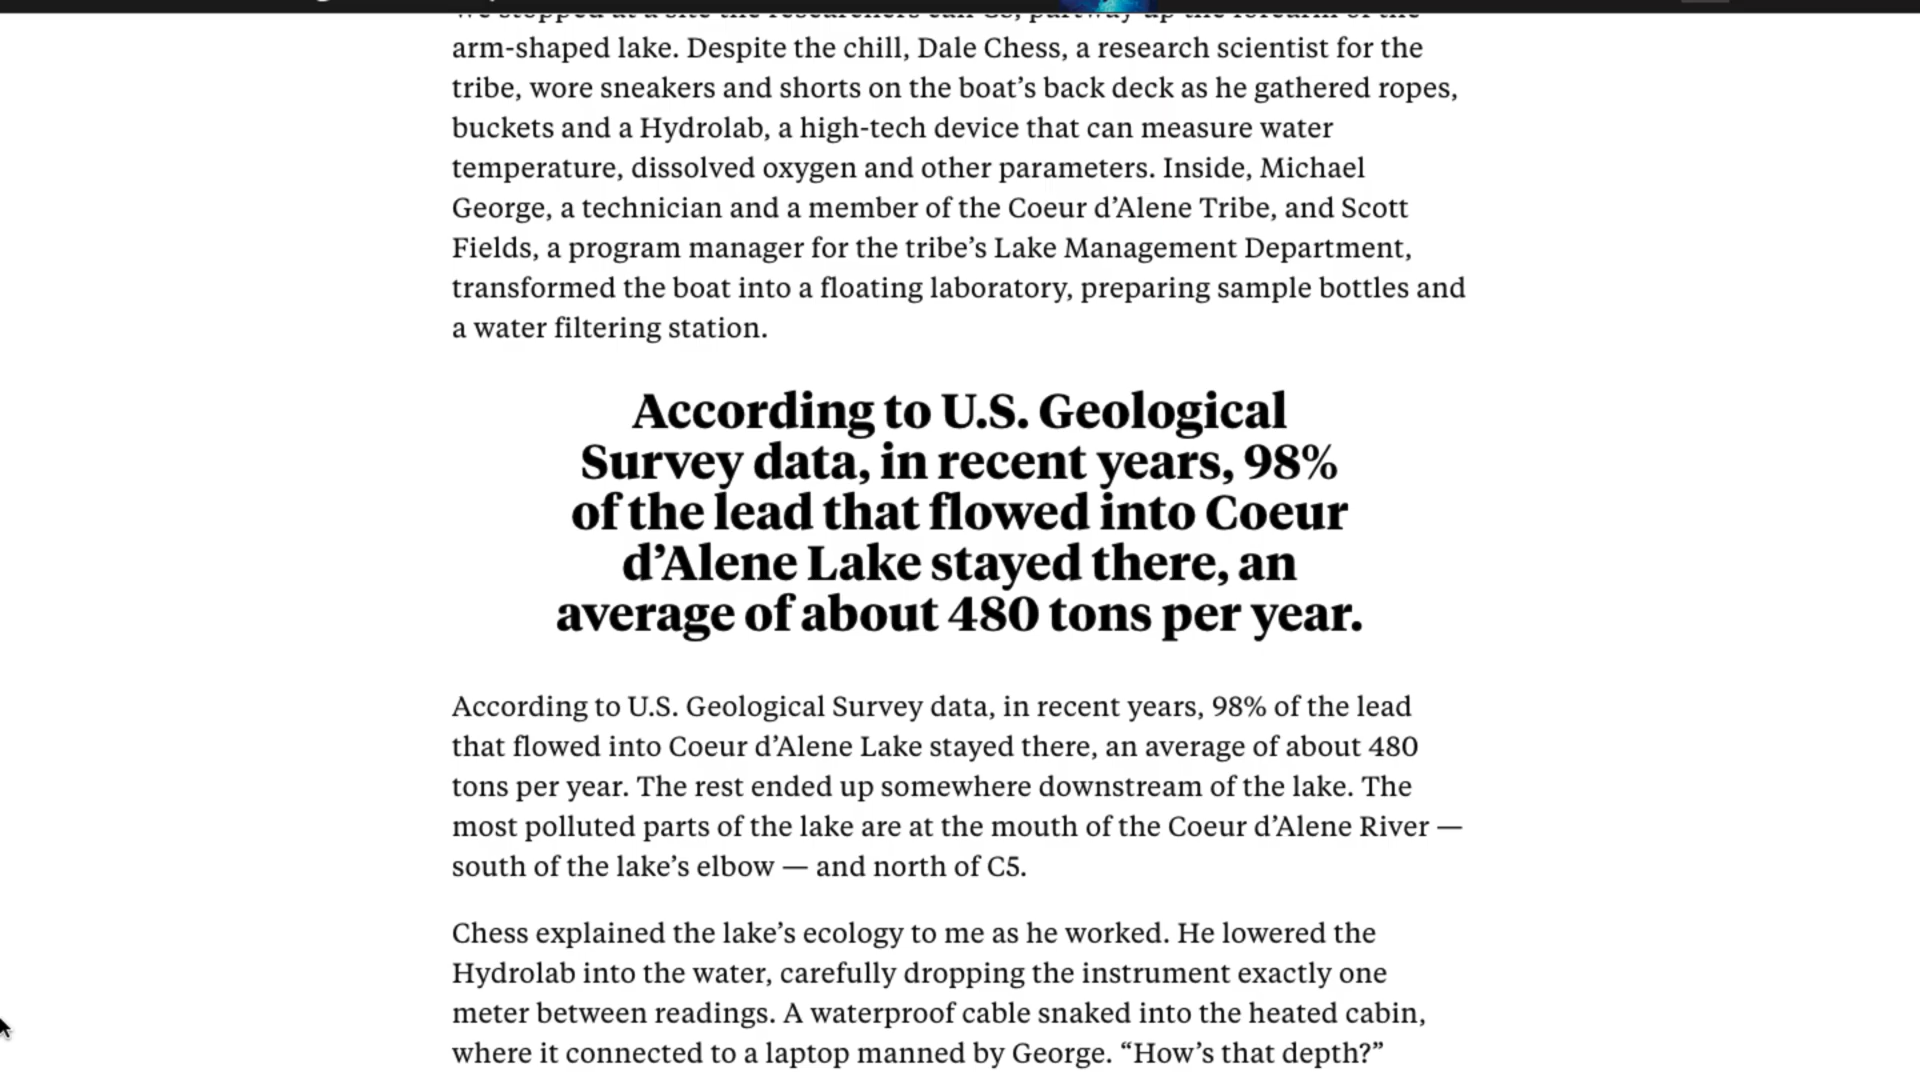 arm-shaped lake. Despite the chill, Dale Chess, a research scientist for the
tribe, wore sneakers and shorts on the boat’s back deck as he gathered ropes,
buckets and a Hydrolab, a high-tech device that can measure water
temperature, dissolved oxygen and other parameters. Inside, Michael
George, a technician and a member of the Coeur d’Alene Tribe, and Scott
Fields, a program manager for the tribe’s Lake Management Department,
transformed the boat into a floating laboratory, preparing sample bottles and
a water filtering station.
According to U.S. Geological
Survey data, in recent years, 98%
of the lead that flowed into Coeur
d’Alene Lake stayed there, an
average of about 480 tons per year.
According to U.S. Geological Survey data, in recent years, 98% of the lead
that flowed into Coeur d’Alene Lake stayed there, an average of about 480
tons per year. The rest ended up somewhere downstream of the lake. The
most polluted parts of the lake are at the mouth of the Coeur d’Alene River —
south of the lake’s elbow — and north of C5.
Chess explained the lake’s ecology to me as he worked. He lowered the
Hydrolab into the water, carefully dropping the instrument exactly one
meter between readings. A waterproof cable snaked into the heated cabin,
where it connected to a laptop manned by George. “How’s that depth?”